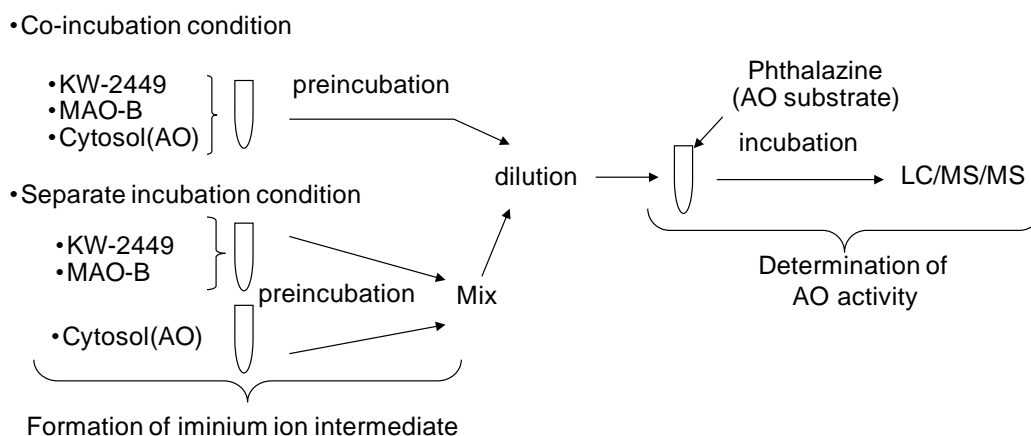 •Co-incubation condition
•KW-2449
•MAO-B
•Cytosol(AO)
preincubation
•Separate incubation condition
•KW-2449
•MAO-B
preincubation
•Cytosol(AO)
Mix
Formation of iminium ion intermediate
dilution
Phthalazine
(AO substrate)
incubation
LC/MS/MS
Determination of
AO activity